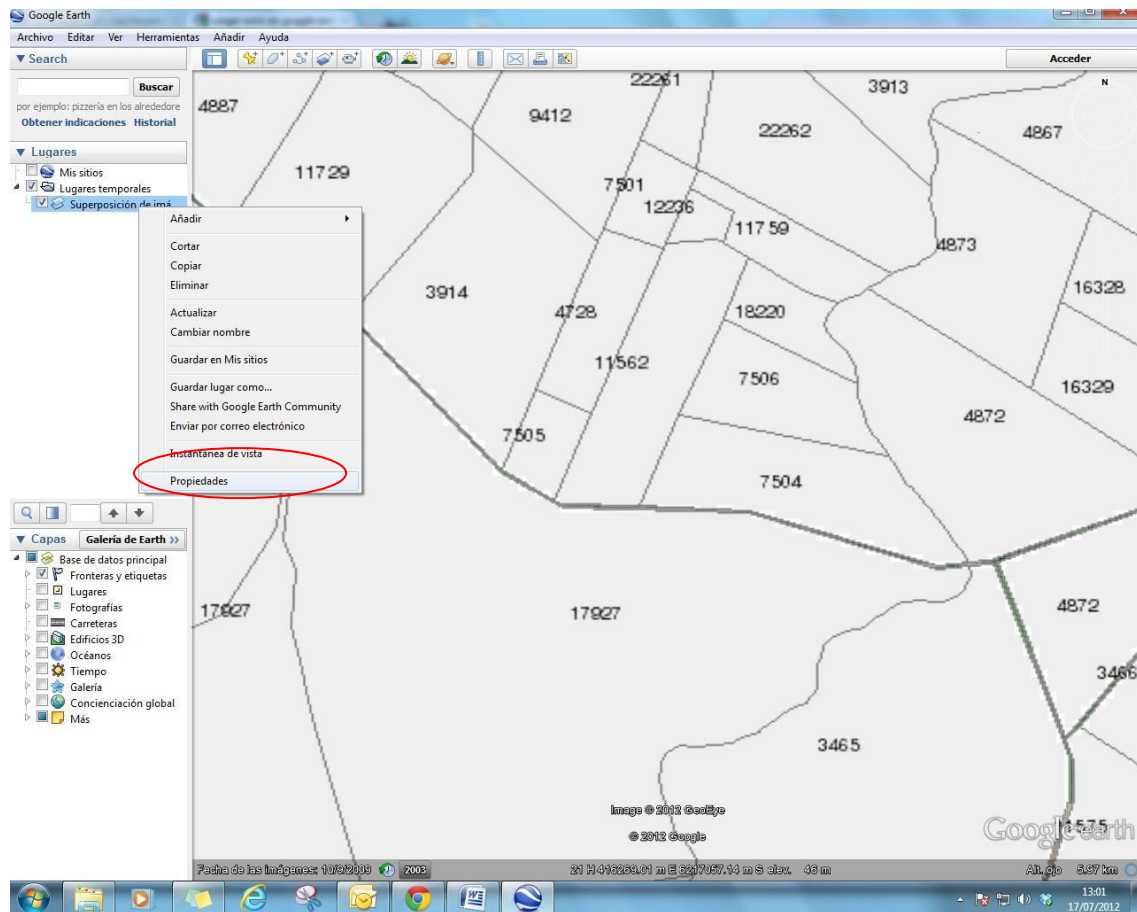 Google Earth
Archivo Editar Ver Herramientas Añadir Ayuda
Search
Acceder
Buscar
por ejemplo: pizzería en los alrededore
Obtener indicaciones Historial
Lugares
Mis sitios
Lugares temporales
Superposición de imá
Añadir
Cortar
Copiar
Eliminar
Actualizar
Cambiar nombre
Guardar en Mis sitios
Guardar lugar como...
Share with Google Earth Community
Enviar por correo electrónico
Instantánea de vista
Propiedades
Capas Galería de Earth >>
Base de datos principal
Fronteras y etiquetas
Lugares
Fotografías
Carreteras
Edificios 3D
Océanos
Tiempo
Galería
Concienciación global
Más
N
22261
3913
4887
9412
22262
4867
11729
7501
12236
11759
4873
3914
4728
18220
16328
11562
7506
16329
4872
7505
7504
17927
17927
4872
3466
3465
Image © 2012 GeoEye
© 2012 Google
Google earth
Fecha de las imágenes: 10/9/2009 2003
21 H m E 6217057.14 m S elev. 46 m
Alt. ojo 5.97 km
13:01
17/07/2012